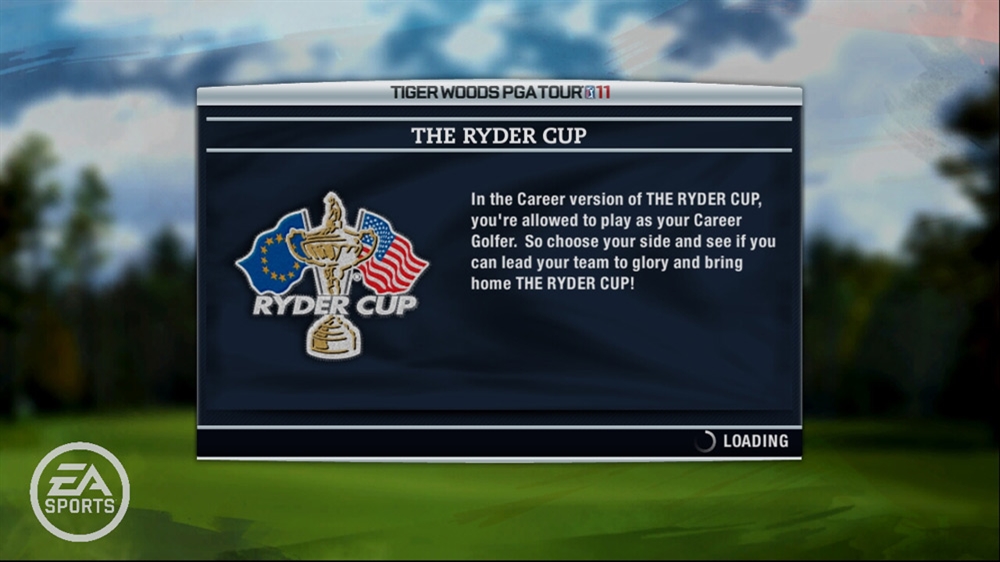 TIGER WOODS PGA TOUR 11
THE RYDER CUP
In the Career version of THE RYDER CUP,
you're allowed to play as your Career
Golfer. So choose your side and see if you
can lead your team to glory and bring
home THE RYDER CUP!
RYDER CUP
LOADING
EA
SPORTS